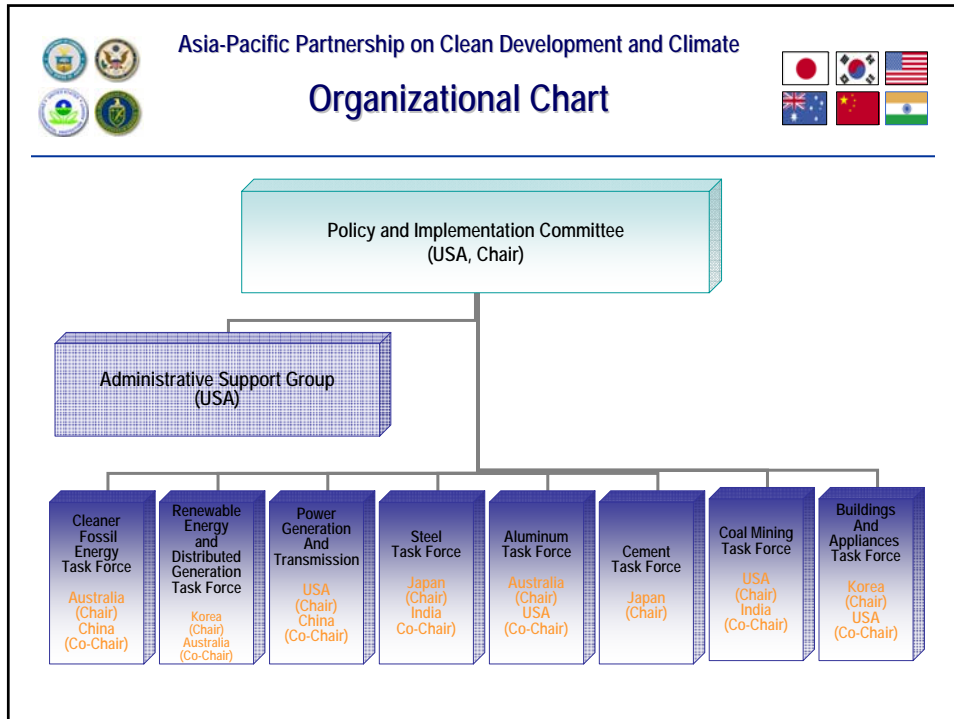 Asia-Pacific Partnership on Clean Development and Climate
Organizational Chart
Policy and Implementation Committee
(USA, Chair)
Administrative Support Group
(USA)
Cleaner
Fossil
Energy
Task Force
Australia
(Chair)
China
(Co-Chair)
Renewable
Energy
and
Distributed
Generation
Task Force
Korea
(Chair)
Australia
(Co-Chair)
Power
Generation
And
Transmission
USA
(Chair)
China
(Co-Chair)
Steel
Task Force
Japan
(Chair)
India
Co-Chair)
Aluminum
Task Force
Australia
(Chair)
USA
(Co-Chair)
Cement
Task Force
Japan
(Chair)
Coal Mining
Task Force
USA
(Chair)
India
(Co-Chair)
Buildings
And
Appliances
Task Force
Korea
(Chair)
USA
(Co-Chair)